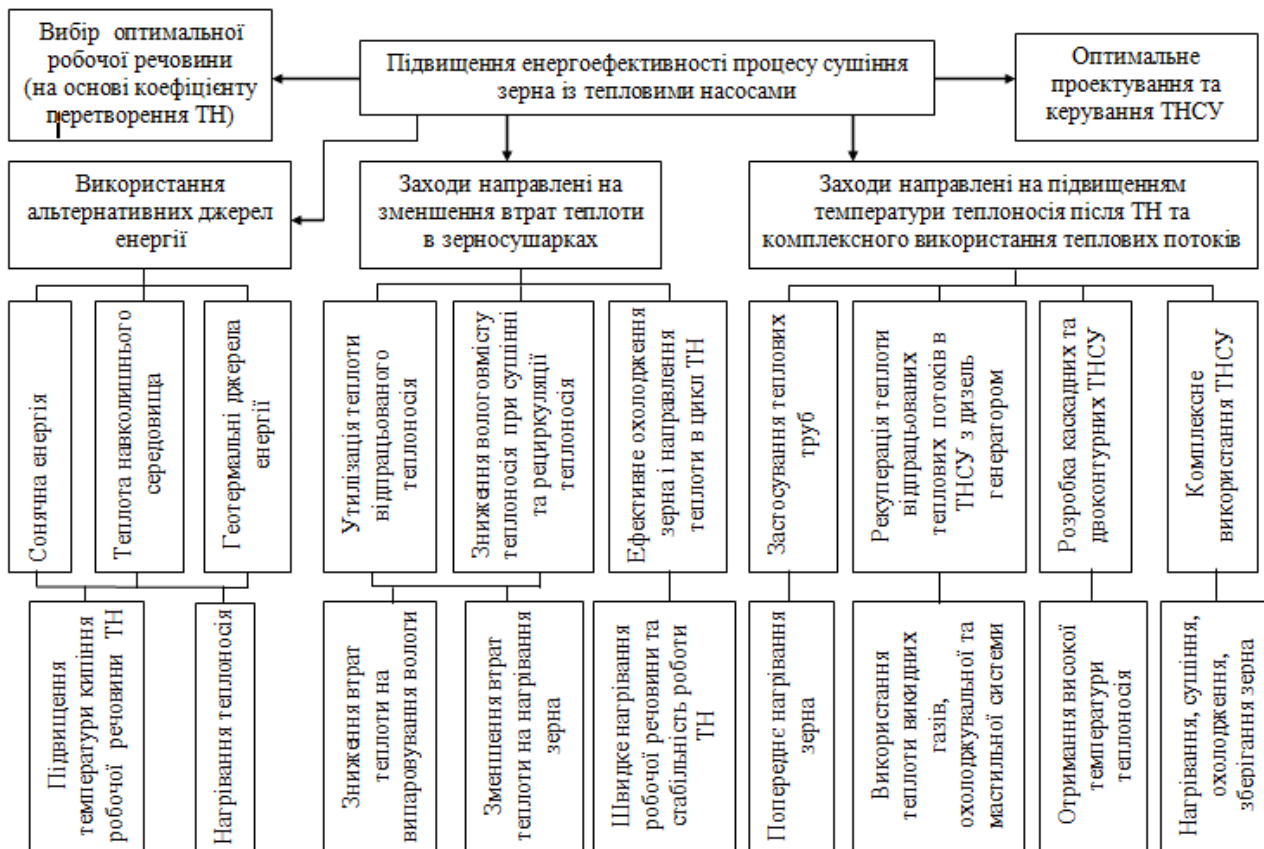 Вибір оптимальної
робочої речовини
(на основі коефіцієнту
перетворення ТН)
Підвищення енергоефективності процесу сушіння
зерна із тепловими насосами
Оптимальне
проектування та
керування ТНСУ
Використання
альтернативних джерел
енергії
Заходи направлені на
зменшення втрат теплоти
в зерносушарках
Заходи направлені на підвищенням
температури теплоносія після ТН та
комплексного використання теплових потоків
Сонячна енергія
Теплота навколишнього
середовища
Геотермальні джерела
енергії
Утилізація теплоти
відпрацьованого
теплоносія
Зниження вологовмісту
теплоносія при сушінні
та рециркуляції
теплоносія
Ефективне охолодження
зерна і направлення
теплоти в цикл ТН
Застосування теплових
труб
Рекуперація теплоти
відпрацьованих
теплових потоків в
ТНСУ з дизель
генератором
Розробка каскадних та
двоконтурних ТНСУ
Комплексне
використання ТНСУ
Підвищення
температури кипіння
робочої речовини ТН
Нагрівання теплоносія
Зниження втрат
теплоти на
випаровування вологи
Зменшення втрат
теплоти на нагрівання
зерна
Швидке нагрівання
робочої речовини та
стабільність роботи
ТН
Попереднє нагрівання
зерна
Використання
теплоти викидних
газів,
охолоджувальної та
мастильної системи
Отримання високої
температури
теплоносія
Нагрівання, сушіння,
охолодження,
зберігання зерна